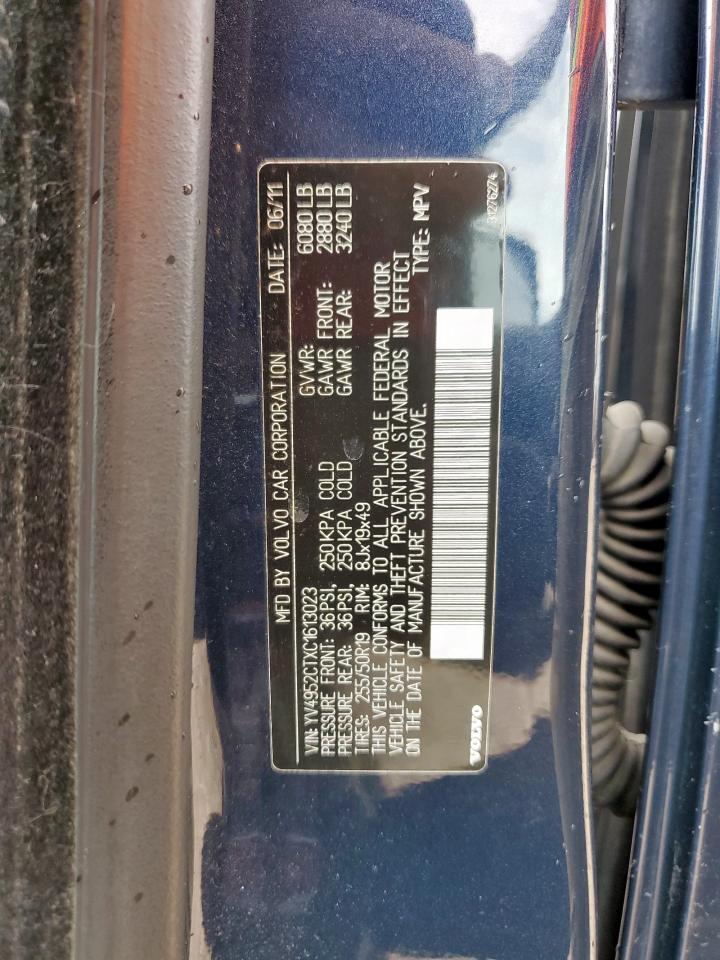 MFD BY VOLVO CAR CORPORATION DATE: 06/11
VIN: YV4952CTXC1613023 GVWR: 6080 LB
PRESSURE FRONT: 36PSI, 250KPA COLD GAWR FRONT: 2880 LB
PRESSURE REAR: 36PSI, 250KPA COLD GAWR REAR: 3240 LB
TIRES: 255/50R19 RIM: 8Jx19x49
THIS VEHICLE CONFORMS TO ALL APPLICABLE FEDERAL MOTOR
VEHICLE SAFETY AND THEFT PREVENTION STANDARDS IN EFFECT
ON THE DATE OF MANUFACTURE SHOWN ABOVE. TYPE: MPV
VOLVO 31276274